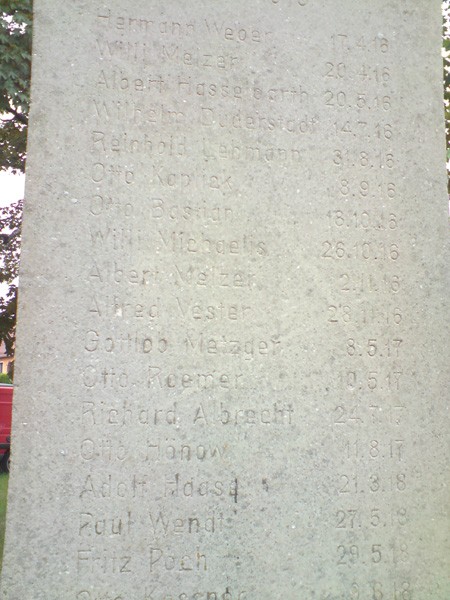 Hermann Weber 17.4.16
Willi Melzer 20.4.16
Albert Hasselbarth 20.5.16
Wilhelm Duderstadt 14.7.16
Reinhold Lehmann 31.8.16
Otto 3.9.16
Otto Bastian 18.10.16
Willi Michaelis 26.10.16
Albert Melzer 2.11.16
Alfred Vester 28.11.16
Gottlob Metzger 8.5.17
Otto Roemer 10.5.17
Richard Albrecht 24.7.17
Otto Hönow 11.8.17
Adolf Haase 21.3.18
Paul Wendt 27.5.18
Fritz Poch 29.5.18